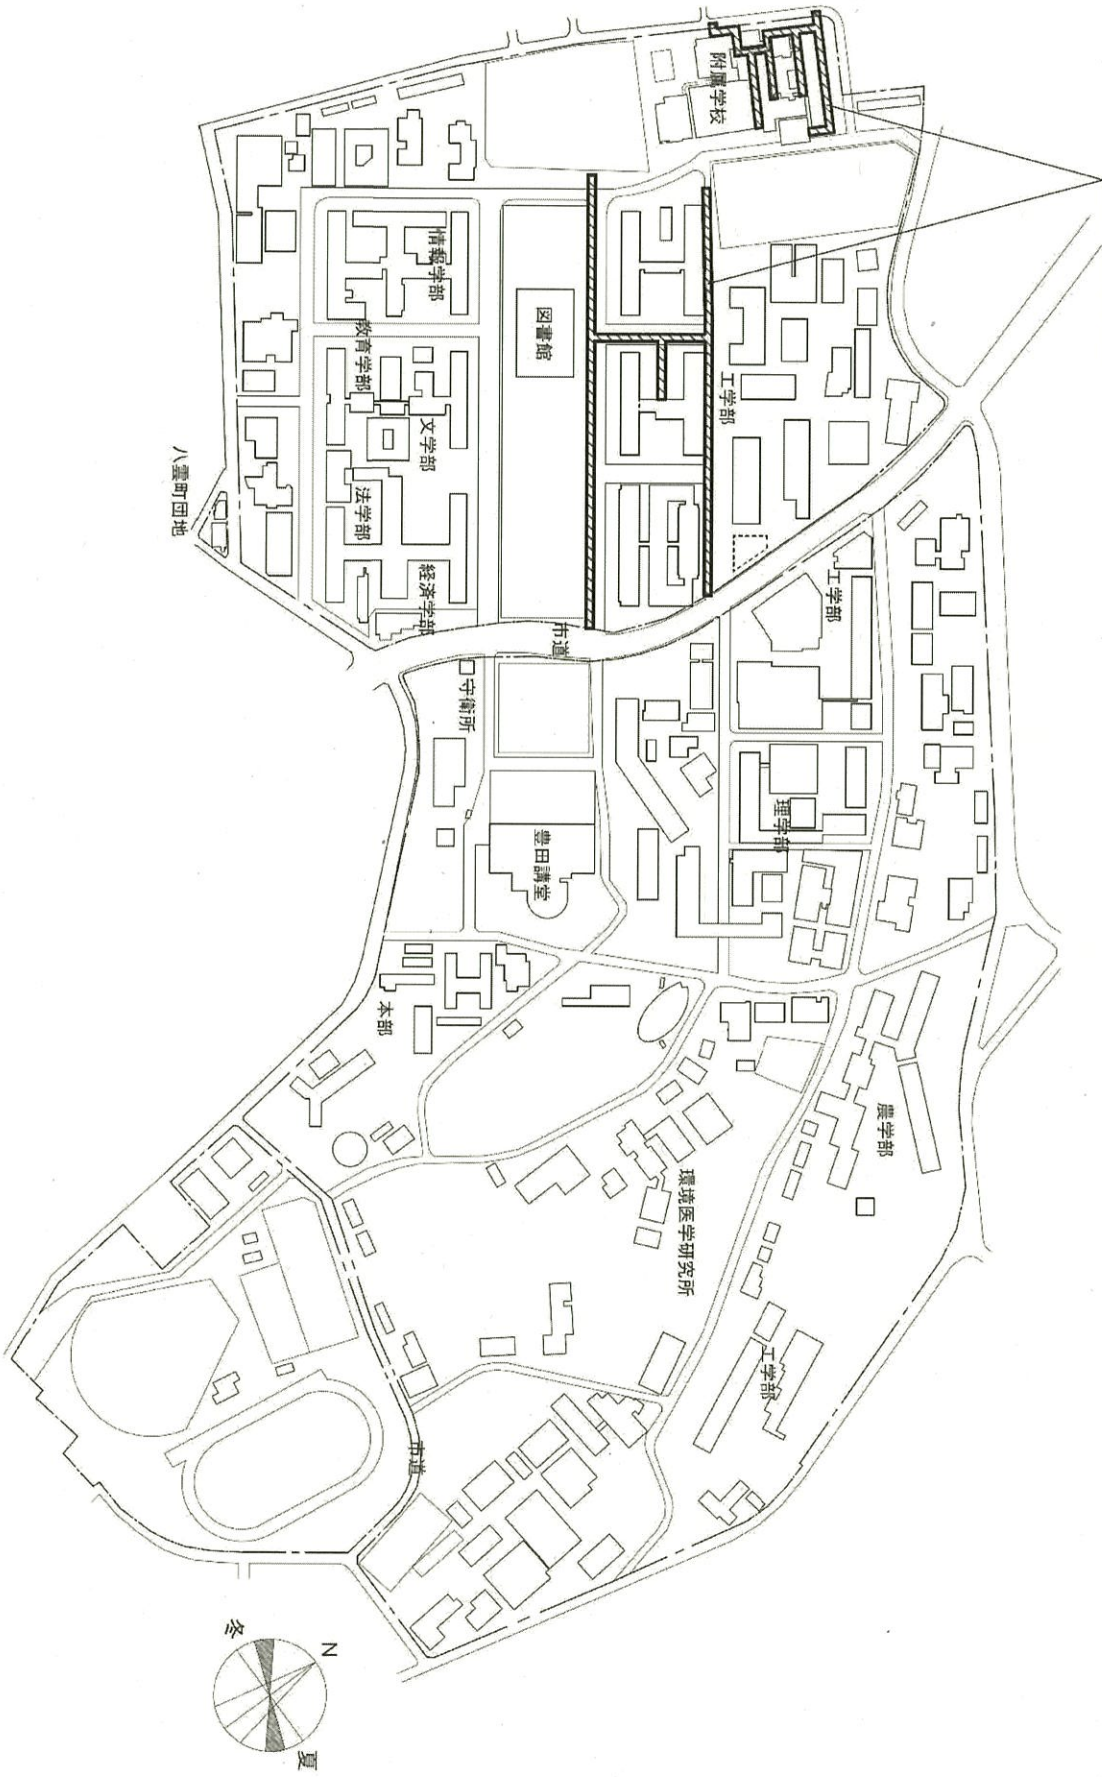 附属学校
情報学部
図書館
教育学部
工学部
文学部
八雲町団地
法学部
経済学部
工学部
市道
守衛所
理学部
豊田講堂
本部
農学部
環境医学研究所
工学部
市道
N
冬
夏